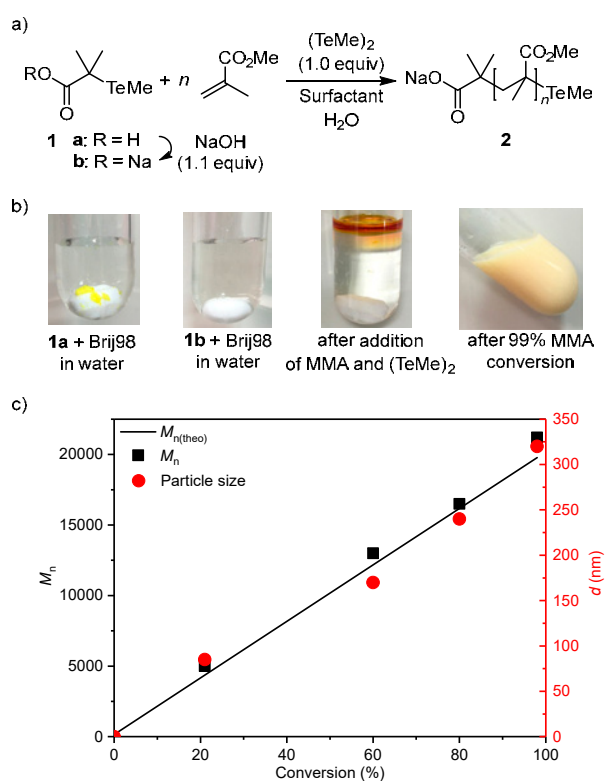 a)
RO
O
TeMe
+ n
CO₂Me
(TeMe)₂
(1.0 equiv)
Surfactant
H₂O
NaO
O
CO₂Me
n
TeMe
1 a: R = H
b: R = Na
NaOH
(1.1 equiv)
2
b)
1a + Brij98
in water
1b + Brij98
in water
after addition
of MMA and (TeMe)₂
after 99% MMA
conversion
c)
Mn(theo)
Mn
Particle size
Mn
20000
15000
10000
5000
0
350
300
250
200
150
100
50
0
d (nm)
0 20 40 60 80 100
Conversion (%)